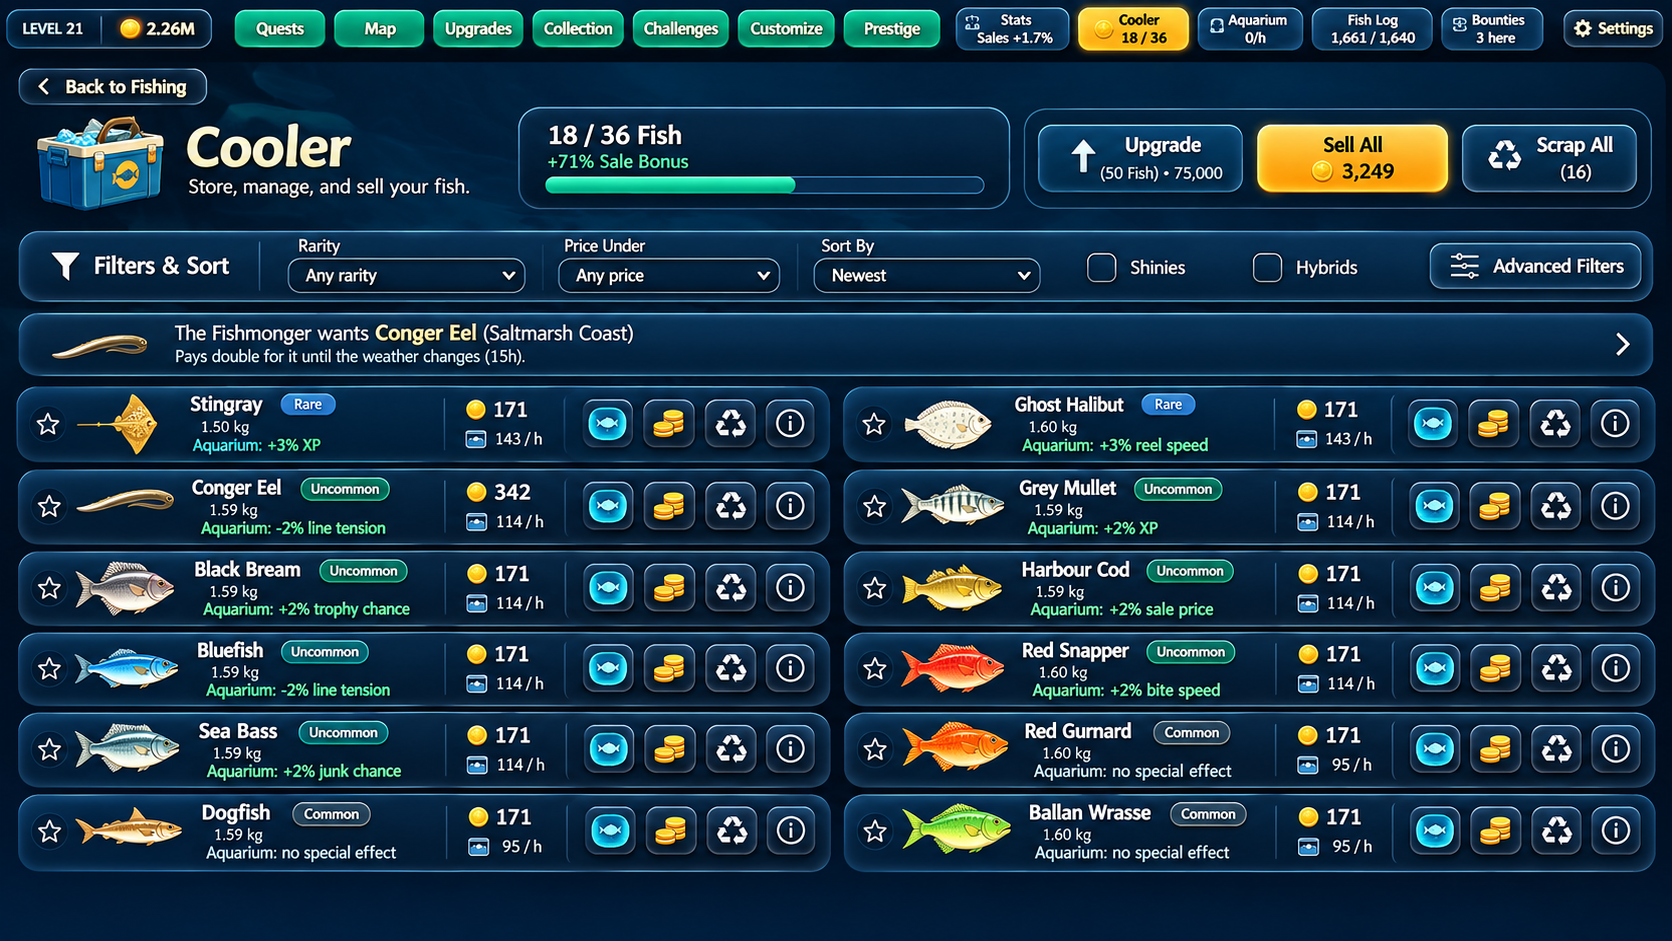 LEVEL 21
2.26M
Quests
Map
Upgrades
Collection
Challenges
Customize
Prestige
Stats
Sales +1.7%
Cooler
18 / 36
Aquarium
0/h
Fish Log
1,661 / 1,640
Bounties
3 here
Settings
Back to Fishing
Cooler
Store, manage, and sell your fish.
18 / 36 Fish
+71% Sale Bonus
Upgrade
(50 Fish) • 75,000
Sell All
3,249
Scrap All
(16)
Filters & Sort
Rarity
Any rarity
Price Under
Any price
Sort By
Newest
Shinies
Hybrids
Advanced Filters
The Fishmonger wants Conger Eel (Saltmarsh Coast)
Pays double for it until the weather changes (15h).
Stingray Rare
1.50 kg
Aquarium: +3% XP
171
143 / h
Ghost Halibut Rare
1.60 kg
Aquarium: +3% reel speed
171
143 / h
Conger Eel Uncommon
1.59 kg
Aquarium: -2% line tension
342
114 / h
Grey Mullet Uncommon
1.59 kg
Aquarium: +2% XP
171
114 / h
Black Bream Uncommon
1.59 kg
Aquarium: +2% trophy chance
171
114 / h
Harbour Cod Uncommon
1.59 kg
Aquarium: +2% sale price
171
114 / h
Bluefish Uncommon
1.59 kg
Aquarium: -2% line tension
171
114 / h
Red Snapper Uncommon
1.60 kg
Aquarium: +2% bite speed
171
114 / h
Sea Bass Uncommon
1.59 kg
Aquarium: +2% junk chance
171
114 / h
Red Gurnard Common
1.60 kg
Aquarium: no special effect
171
95 / h
Dogfish Common
1.59 kg
Aquarium: no special effect
171
95 / h
Ballan Wrasse Common
1.60 kg
Aquarium: no special effect
171
95 / h